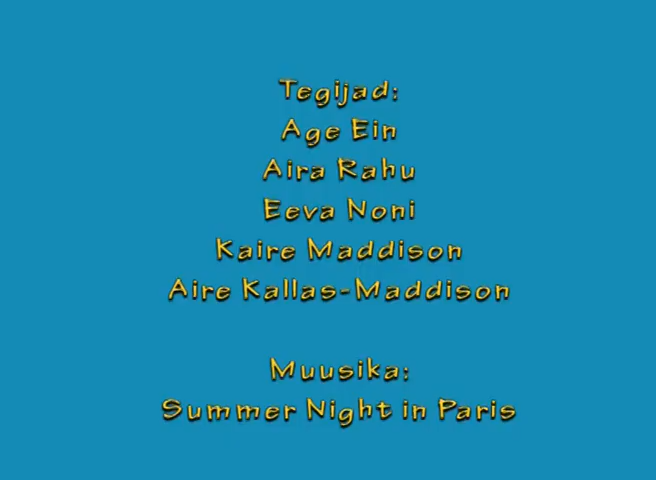 Tegijad:
Age Ein
Aira Rahu
Eeva Noni
Kaire Maddison
Aire Kallas-Maddison
Muusika:
Summer Night in Paris